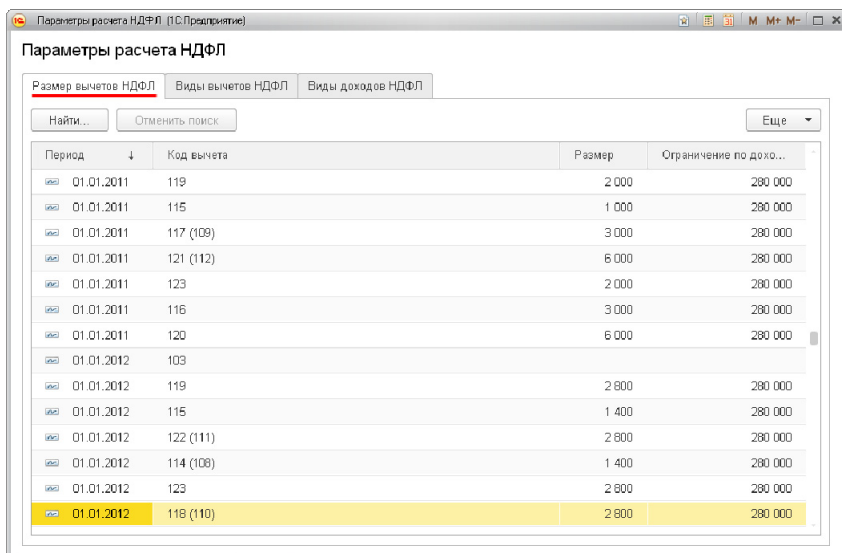 Параметры расчета НДФЛ (1С:Предприятие) 31 M M+ M-
Параметры расчета НДФЛ
Размер вычетов НДФЛ Виды вычетов НДФЛ Виды доходов НДФЛ
Найти... Отменить поиск Еще
Период ↓ Код вычета Размер Ограничение по дохо...
01.01.2011 119 2 000 280 000
01.01.2011 115 1 000 280 000
01.01.2011 117 (109) 3 000 280 000
01.01.2011 121 (112) 6 000 280 000
01.01.2011 123 2 000 280 000
01.01.2011 116 3 000 280 000
01.01.2011 120 6 000 280 000
01.01.2012 103
01.01.2012 119 2 800 280 000
01.01.2012 115 1 400 280 000
01.01.2012 122 (111) 2 800 280 000
01.01.2012 114 (108) 1 400 280 000
01.01.2012 123 2 800 280 000
01.01.2012 118 (110) 2 800 280 000